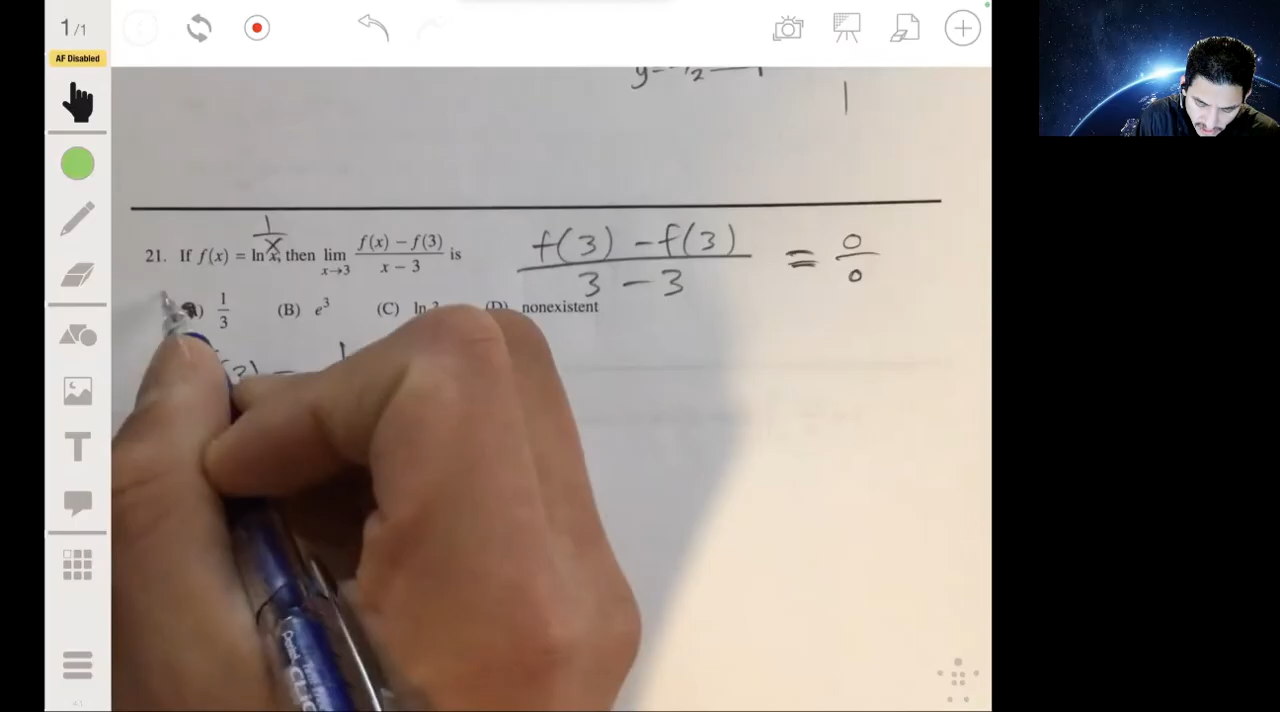 1/1
AF Disabled
21. If f(x) = ln x, then lim x→3 f(x) − f(3) / x − 3 is
1/x
f(3) − f(3) / 3 − 3 = 0/0
A) 1/3 (B) e³ (C) ln 3 (D) nonexistent
T